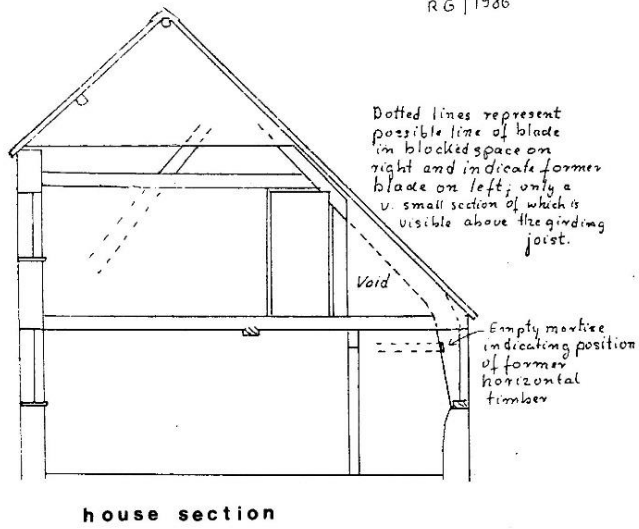 RG/1986
Dotted lines represent
possible line of blade
in blocked space on
right and indicate former
blade on left; only a
v. small section of which is
visible above the girding
joist.
Void
Empty mortise
indicating position
of former
horizontal
timber
house section